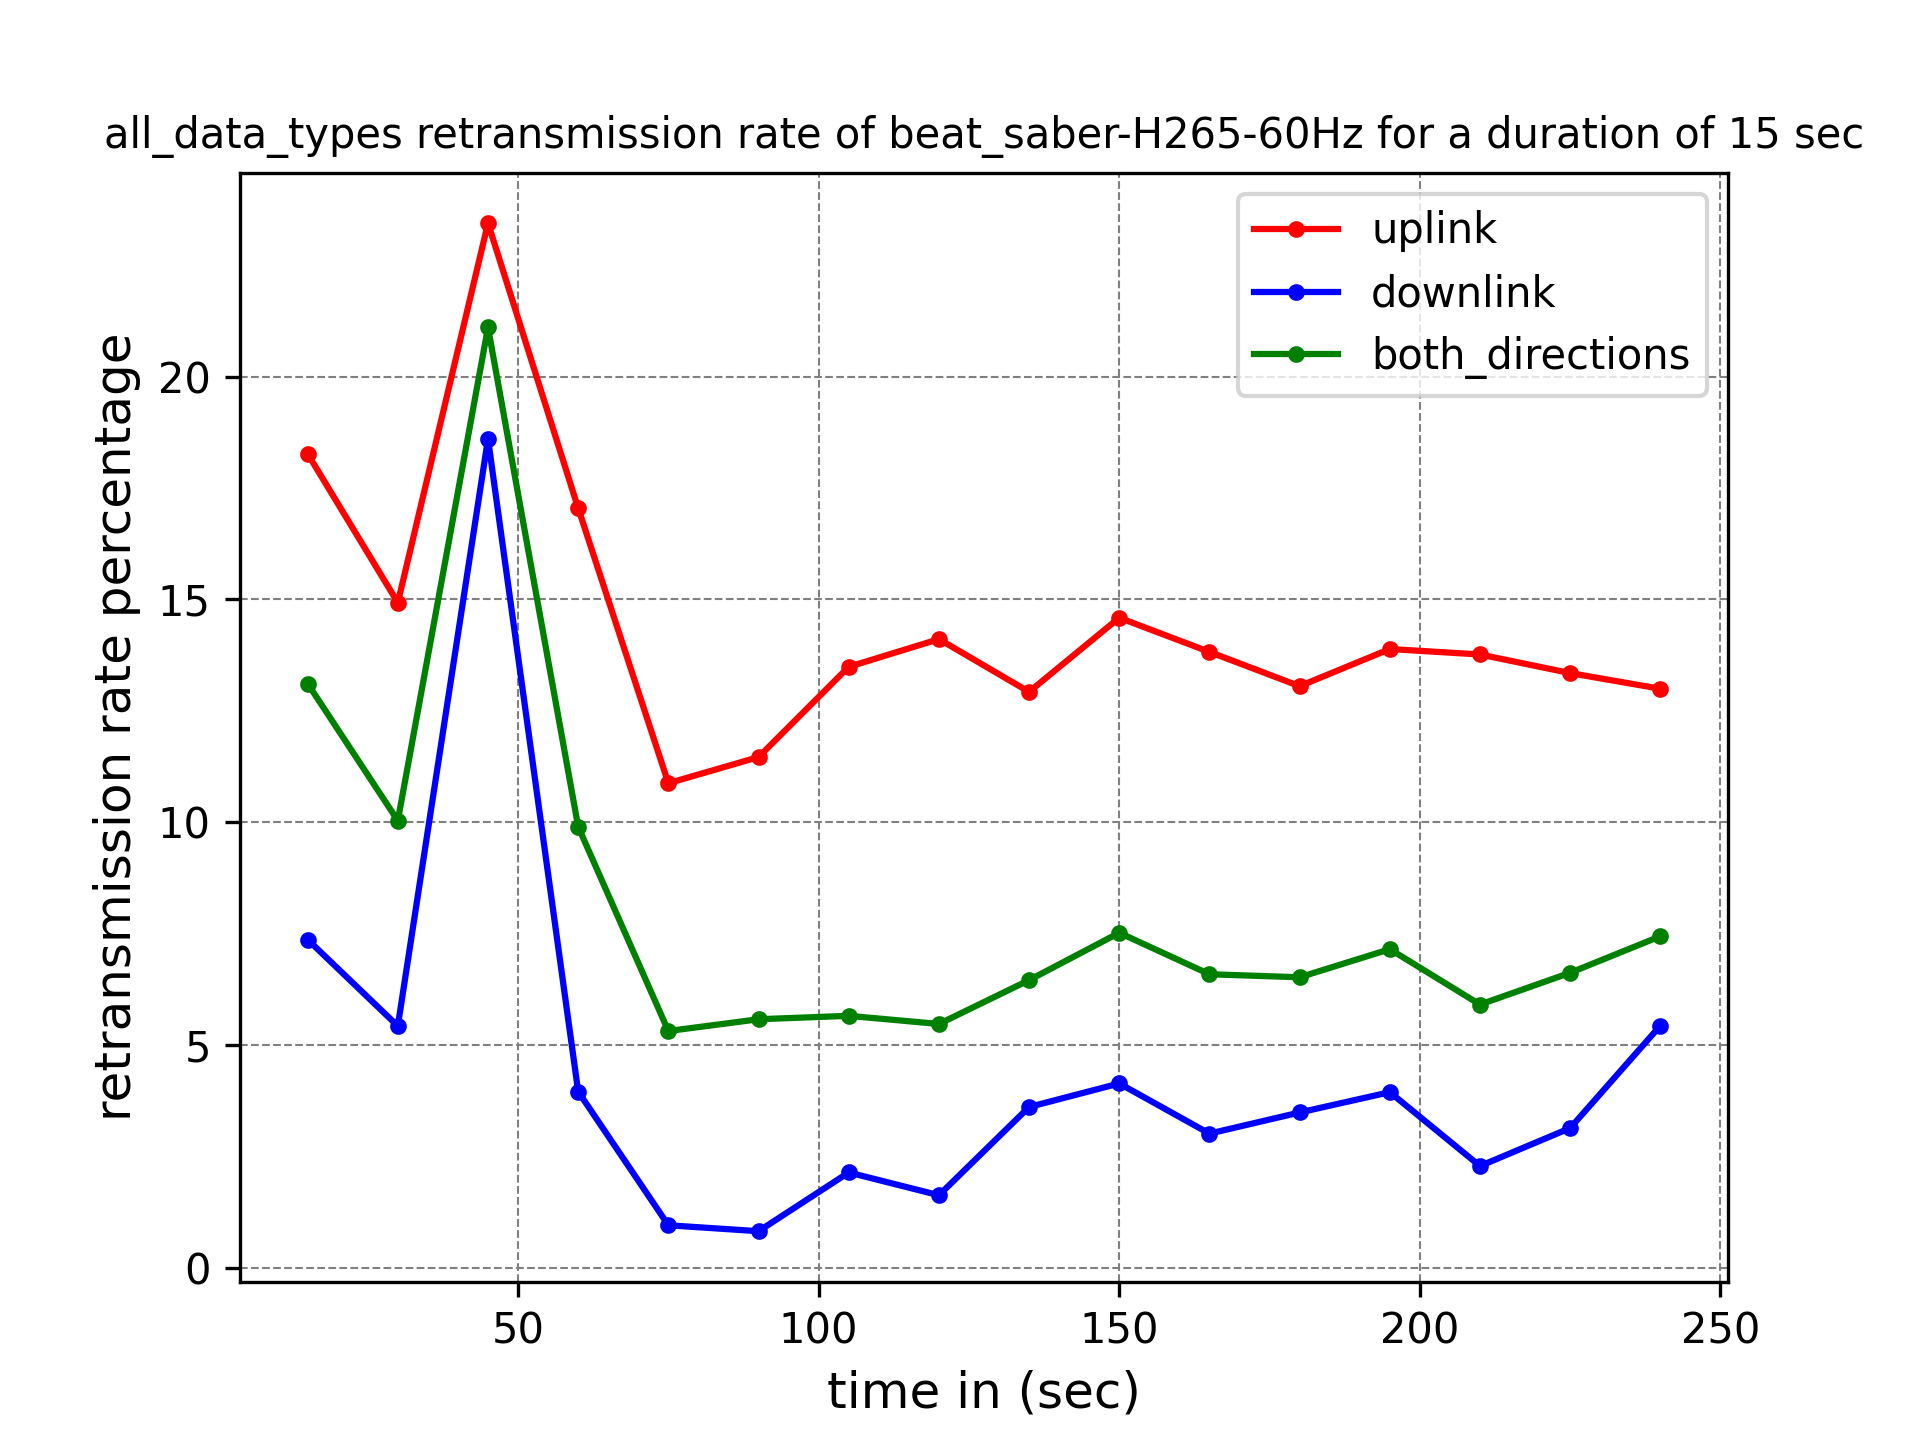 all_data_types retransmission rate of beat_saber-H265-60Hz for a duration of 15 sec
uplink
downlink
both_directions
retransmission rate percentage
20
15
10
5
0
50 100 150 200 250
time in (sec)